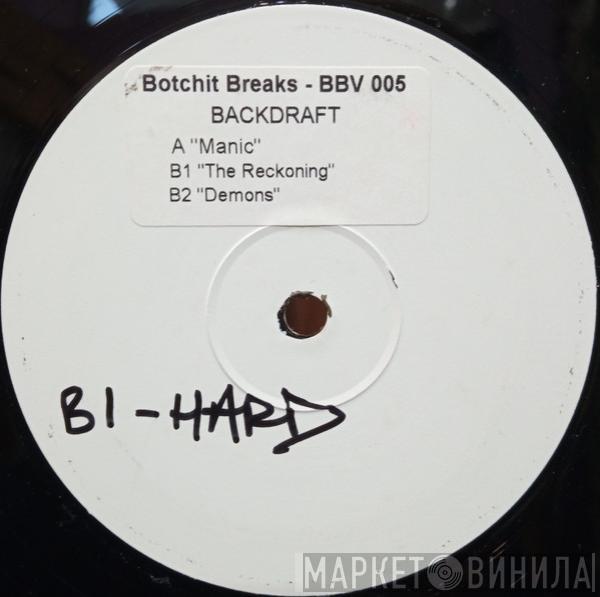 Botchit Breaks - BBV 005
BACKDRAFT
A "Manic"
B1 "The Reckoning"
B2 "Demons"
B1 - HARD
МАРКЕТ ВИНИЛА